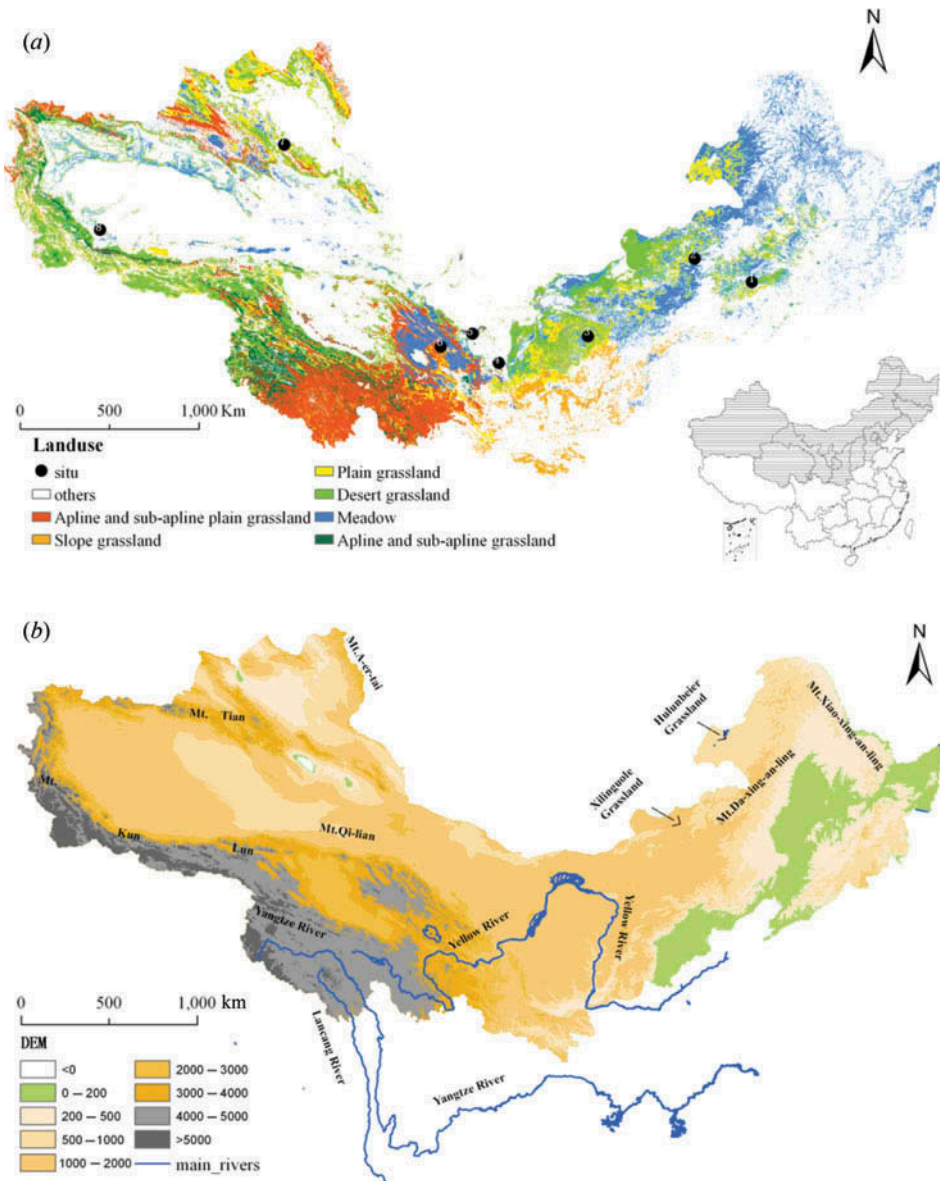 (a)
N
0 500 1,000 Km
Landuse
situ
others
Apline and sub-apline plain grassland
Slope grassland
Plain grassland
Desert grassland
Meadow
Apline and sub-apline grassland
(b)
N
Mt.A-er-tai
Mt. Tian
Hulunbeier
Grassland
Mt.Xiao-xing-an-ling
Xilinguole
Grassland
Mt.Da-xing-an-ling
Mt.
Kun
Lun
Mt.Qi-lian
Yangtze River
Yellow River
Yellow River
Lancang River
Yangtze River
0 500 1,000 km
DEM
<0
0 — 200
200 — 500
500 — 1000
1000 — 2000
2000 — 3000
3000 — 4000
4000 — 5000
>5000
main_rivers